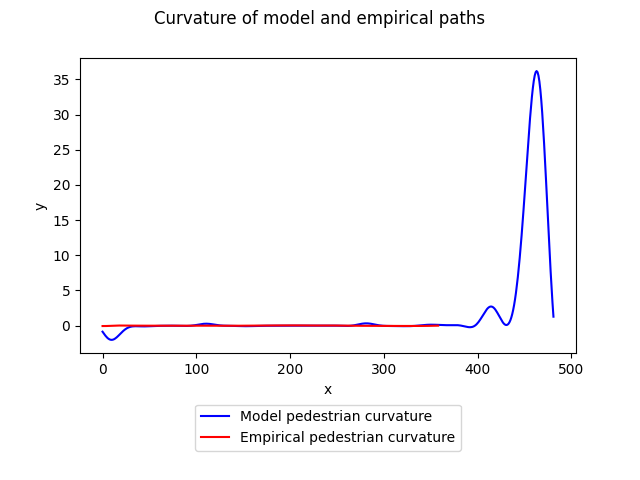 Curvature of model and empirical paths
35
30
25
20
15
10
5
0
y
0 100 200 300 400 500
x
Model pedestrian curvature
Empirical pedestrian curvature